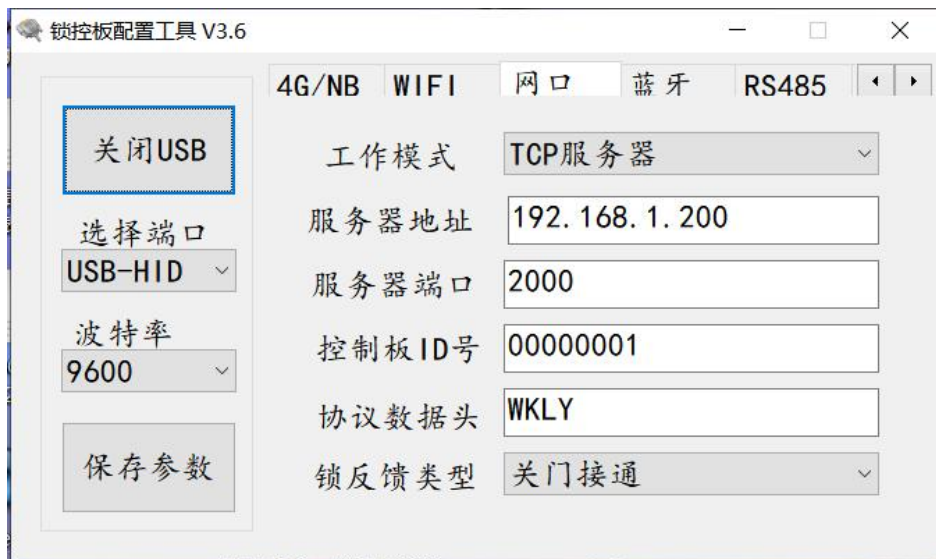 锁控板配置工具 V3.6
4G/NB WIFI 网口 蓝牙 RS485
关闭USB
选择端口
USB-HID
波特率
9600
保存参数
工作模式 TCP服务器
服务器地址 192.168.1.200
服务器端口 2000
控制板ID号 00000001
协议数据头 WKLY
锁反馈类型 关门接通